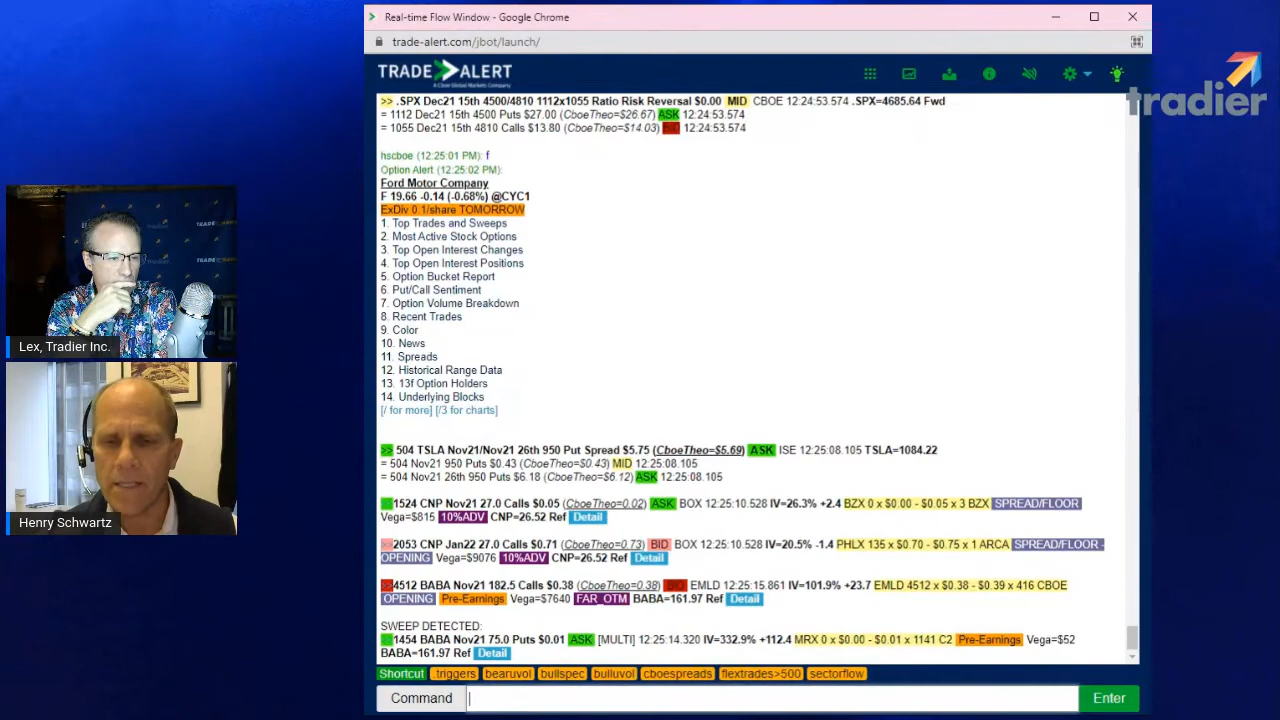 Real-time Flow Window - Google Chrome
trade-alert.com/jbot/launch/
TRADE ALERT
A Cboe Global Markets Company
tradier
>> .SPX Dec21 15th 4500/4810 1112x1055 Ratio Risk Reversal $0.00 MID CBOE 12:24:53.574 .SPX=4685.64 Fwd
= 1112 Dec21 15th 4500 Puts $27.00 (CboeTheo=$26.67) ASK 12:24:53.574
= 1055 Dec21 15th 4810 Calls $13.80 (CboeTheo=$14.03) BID 12:24:53.574
hscboe (12:25:01 PM): f
Option Alert (12:25:02 PM):
Ford Motor Company
F 19.66 -0.14 (-0.68%) @CYC1
ExDiv 0.1/share TOMORROW
1. Top Trades and Sweeps
2. Most Active Stock Options
3. Top Open Interest Changes
4. Top Open Interest Positions
5. Option Bucket Report
6. Put/Call Sentiment
7. Option Volume Breakdown
8. Recent Trades
9. Color
10. News
11. Spreads
12. Historical Range Data
13. 13f Option Holders
14. Underlying Blocks
[/ for more] [/3 for charts]
>> 504 TSLA Nov21/Nov21 26th 950 Put Spread $5.75 (CboeTheo=$5.69) ASK ISE 12:25:08.105 TSLA=1084.22
= 504 Nov21 950 Puts $0.43 (CboeTheo=$0.43) MID 12:25:08.105
= 504 Nov21 26th 950 Puts $6.18 (CboeTheo=$6.12) ASK 12:25:08.105
>>1524 CNP Nov21 27.0 Calls $0.05 (CboeTheo=0.02) ASK BOX 12:25:10.528 IV=26.3% +2.4 BZX 0 x $0.00 - $0.05 x 3 BZX SPREAD/FLOOR
Vega=$815 10%ADV CNP=26.52 Ref Detail
>>2053 CNP Jan22 27.0 Calls $0.71 (CboeTheo=0.73) BID BOX 12:25:10.528 IV=20.5% -1.4 PHLX 135 x $0.70 - $0.75 x 1 ARCA SPREAD/FLOOR -
OPENING Vega=$9076 10%ADV CNP=26.52 Ref Detail
>>4512 BABA Nov21 182.5 Calls $0.38 (CboeTheo=0.38) BID EMLD 12:25:15.861 IV=101.9% +23.7 EMLD 4512 x $0.38 - $0.39 x 416 CBOE
OPENING Pre-Earnings Vega=$7640 FAR_OTM BABA=161.97 Ref Detail
SWEEP DETECTED:
>>1454 BABA Nov21 75.0 Puts $0.01 ASK [MULTI] 12:25:14.320 IV=332.9% +112.4 MRX 0 x $0.00 - $0.01 x 1141 C2 Pre-Earnings Vega=$52
BABA=161.97 Ref Detail
Shortcut .triggers bearuvol bullspec bulluvol cboespreads flextrades>500 sectorflow
Command Enter
Lex, Tradier Inc.
Henry Schwartz